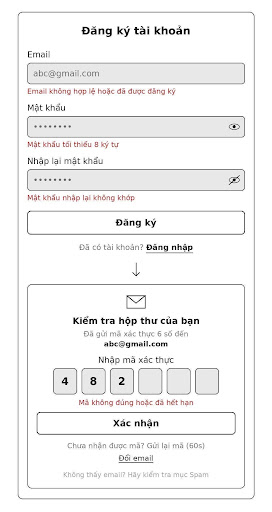 Đăng ký tài khoản
Email
abc@gmail.com
Email không hợp lệ hoặc đã được đăng ký
Mật khẩu
••••••••
Mật khẩu tối thiểu 8 ký tự
Nhập lại mật khẩu
••••••••
Mật khẩu nhập lại không khớp
Đăng ký
Đã có tài khoản? Đăng nhập
Kiểm tra hộp thư của bạn
Đã gửi mã xác thực 6 số đến
abc@gmail.com
Nhập mã xác thực
4 8 2
Mã không đúng hoặc đã hết hạn
Xác nhận
Chưa nhận được mã? Gửi lại mã (60s)
Đổi email
Không thấy email? Hãy kiểm tra mục Spam